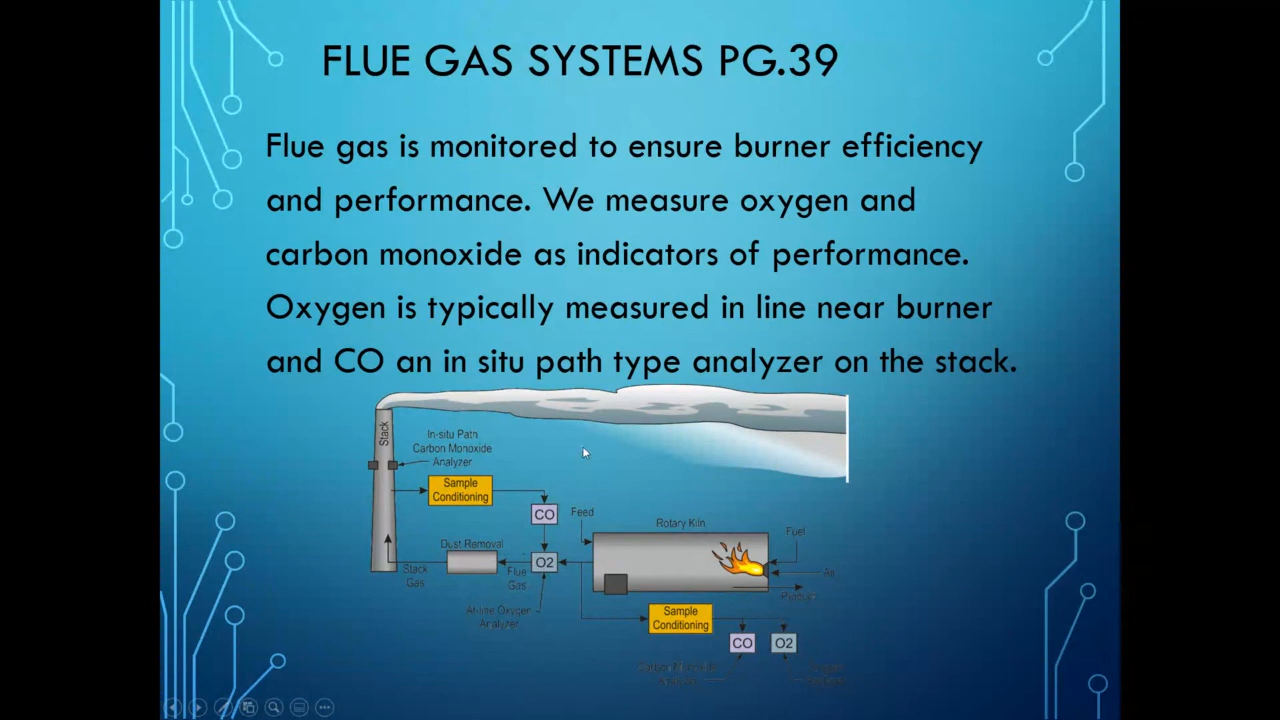 FLUE GAS SYSTEMS PG.39
Flue gas is monitored to ensure burner efficiency
and performance. We measure oxygen and
carbon monoxide as indicators of performance.
Oxygen is typically measured in line near burner
and CO an in situ path type analyzer on the stack.
Stack
In-situ Path
Carbon Monoxide
Analyzer
Sample
Conditioning
CO
Feed
Rotary Kiln
Fuel
Dust Removal
O2
Air
Stack
Gas
Flue
Gas
Product
At-line Oxygen
Analyzer
Sample
Conditioning
CO
O2
Carbon Monoxide